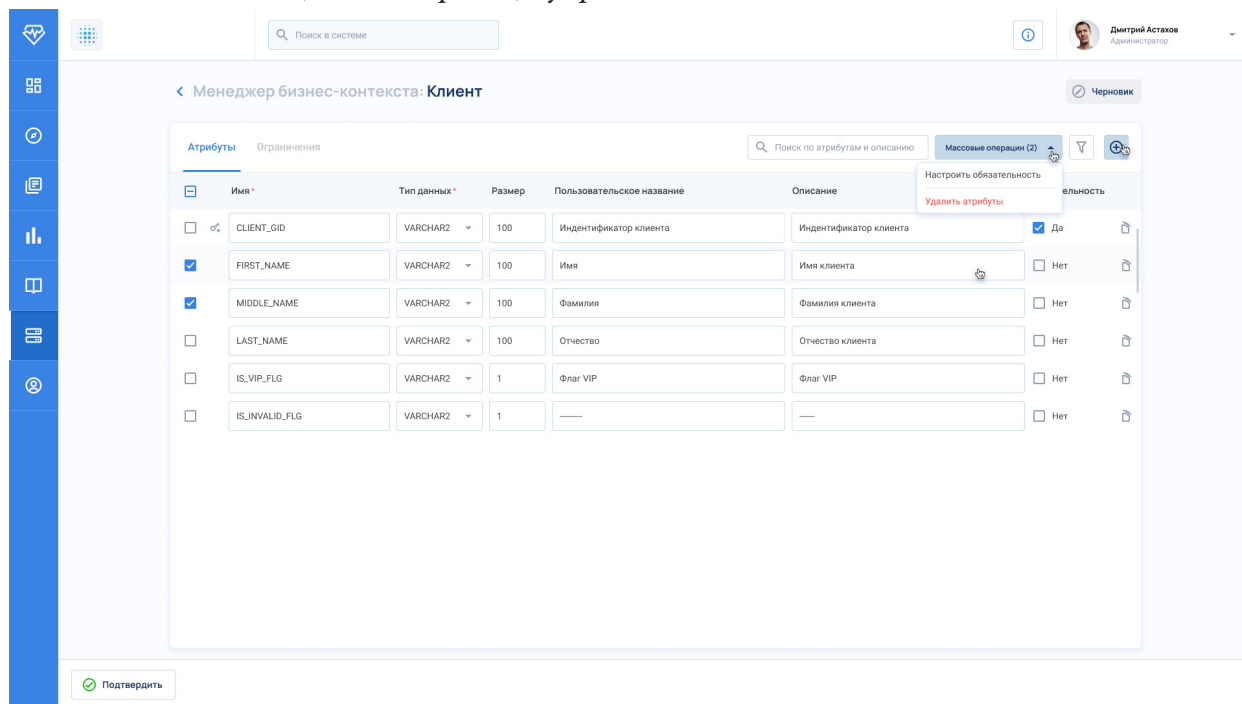 Поиск в системе
Дмитрий Астахов
Администратор
Менеджер бизнес-контекста: Клиент
Черновик
Атрибуты Ограничения Поиск по атрибутам и описанию Массовые операции (2)
Настроить обязательность
Удалить атрибуты
Имя* Тип данных* Размер Пользовательское название Описание ельность
CLIENT_GID VARCHAR2 100 Индентификатор клиента Индентификатор клиента Да
FIRST_NAME VARCHAR2 100 Имя Имя клиента Нет
MIDDLE_NAME VARCHAR2 100 Фамилия Фамилия клиента Нет
LAST_NAME VARCHAR2 100 Отчество Отчество клиента Нет
IS_VIP_FLG VARCHAR2 1 Флаг VIP Флаг VIP Нет
IS_INVALID_FLG VARCHAR2 1 -------- ------ Нет
Подтвердить